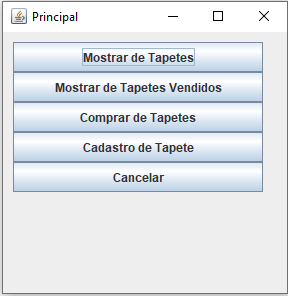 Principal
Mostrar de Tapetes
Mostrar de Tapetes Vendidos
Comprar de Tapetes
Cadastro de Tapete
Cancelar